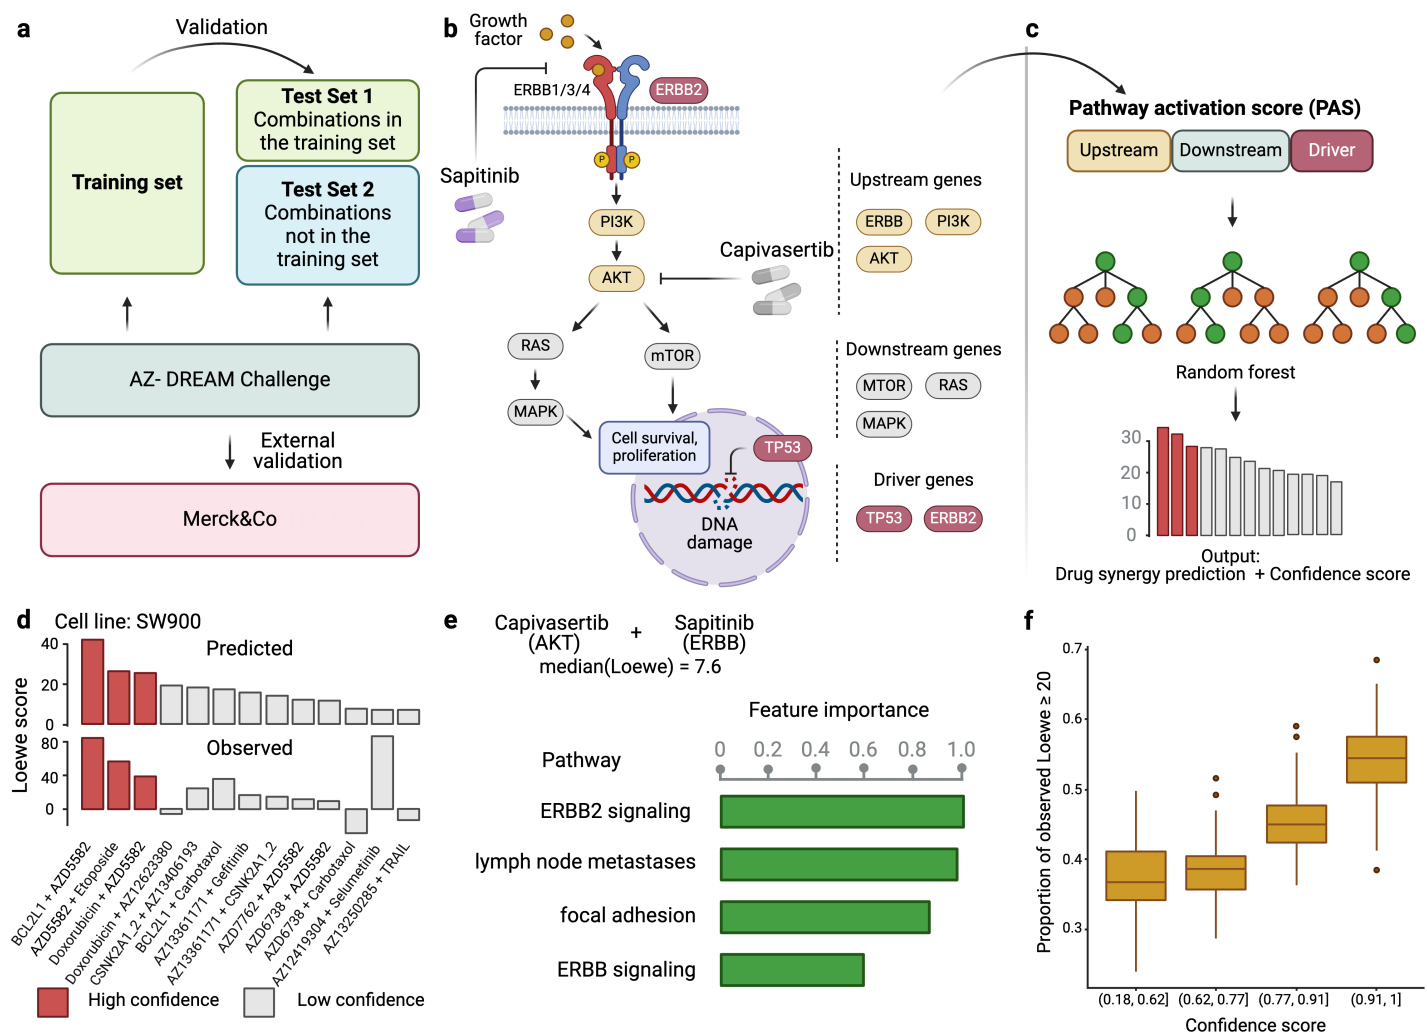 a
Validation
Training set
Test Set 1
Combinations in
the training set
Test Set 2
Combinations
not in the
training set
AZ- DREAM Challenge
External
validation
Merck&Co
b
Growth
factor
ERBB1/3/4
ERBB2
P
P
Sapitinib
PI3K
AKT
Capivasertib
RAS
mTOR
MAPK
Cell survival,
proliferation
TP53
DNA
damage
Upstream genes
ERBB
PI3K
AKT
Downstream genes
MTOR
RAS
MAPK
Driver genes
TP53
ERBB2
c
Pathway activation score (PAS)
Upstream
Downstream
Driver
Random forest
30
20
10
0
Output:
Drug synergy prediction + Confidence score
d
Cell line: SW900
Predicted
40
20
0
Loewe score
Observed
80
40
0
BCL2L1 + AZD5582
AZD5582 + Etoposide
Doxorubicin + AZD5582
Doxorubicin + AZ12623380
CSNK2A1_2 + AZ13406193
BCL2L1 + Carbotaxol
AZ13361171 + Gefitinib
AZ13361171 + CSNK2A1_2
AZD7762 + AZD5582
AZD6738 + AZD5582
AZD6738 + Carbotaxol
AZ12419304 + Selumetinib
AZ13250285 + TRAIL
High confidence
Low confidence
e
Capivasertib
(AKT)
+
Sapitinib
(ERBB)
median(Loewe) = 7.6
Feature importance
Pathway
0 0.2 0.4 0.6 0.8 1.0
ERBB2 signaling
lymph node metastases
focal adhesion
ERBB signaling
f
Proportion of observed Loewe ≥ 20
0.7
0.6
0.5
0.4
0.3
(0.18, 0.62] (0.62, 0.77] (0.77, 0.91] (0.91, 1]
Confidence score